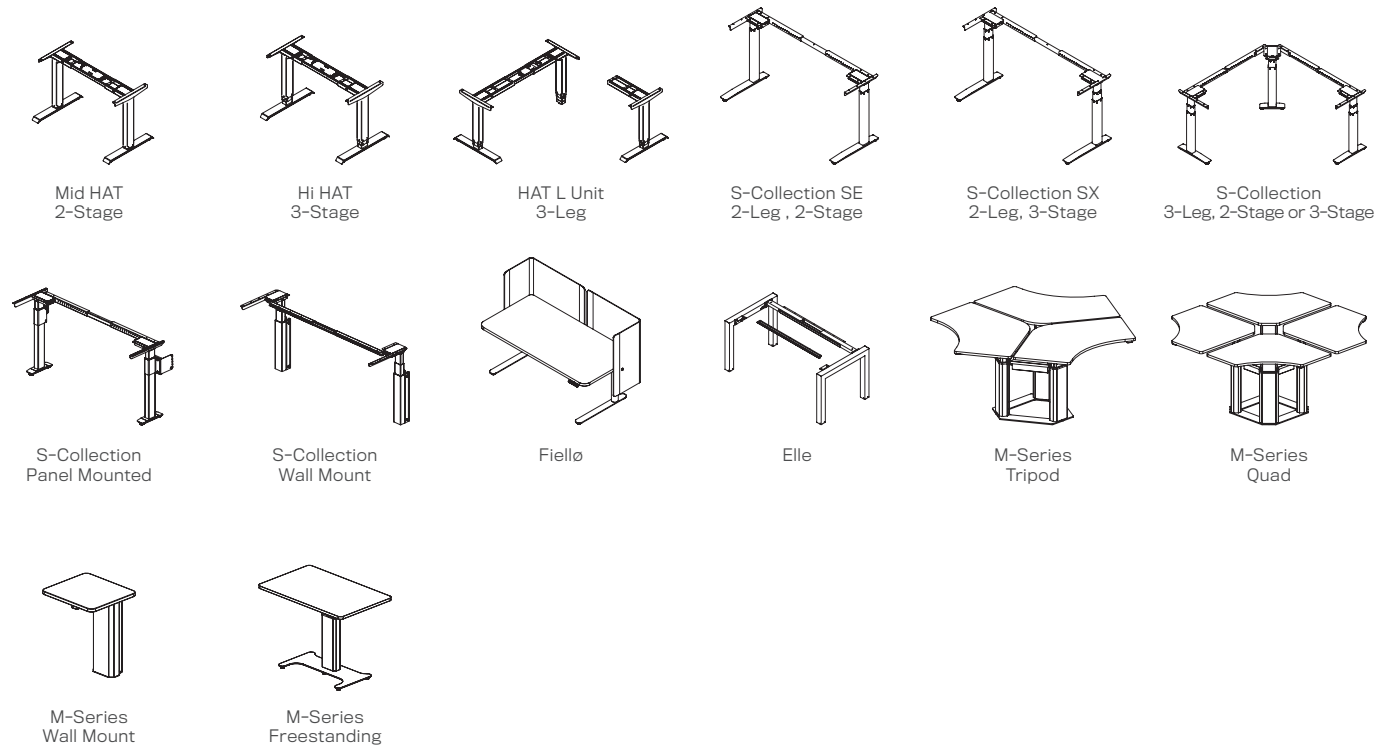 Mid HAT
2-Stage
Hi HAT
3-Stage
HAT L Unit
3-Leg
S-Collection SE
2-Leg , 2-Stage
S-Collection SX
2-Leg, 3-Stage
S-Collection
3-Leg, 2-Stage or 3-Stage
S-Collection
Panel Mounted
S-Collection
Wall Mount
Fiellø
Elle
M-Series
Tripod
M-Series
Quad
M-Series
Wall Mount
M-Series
Freestanding